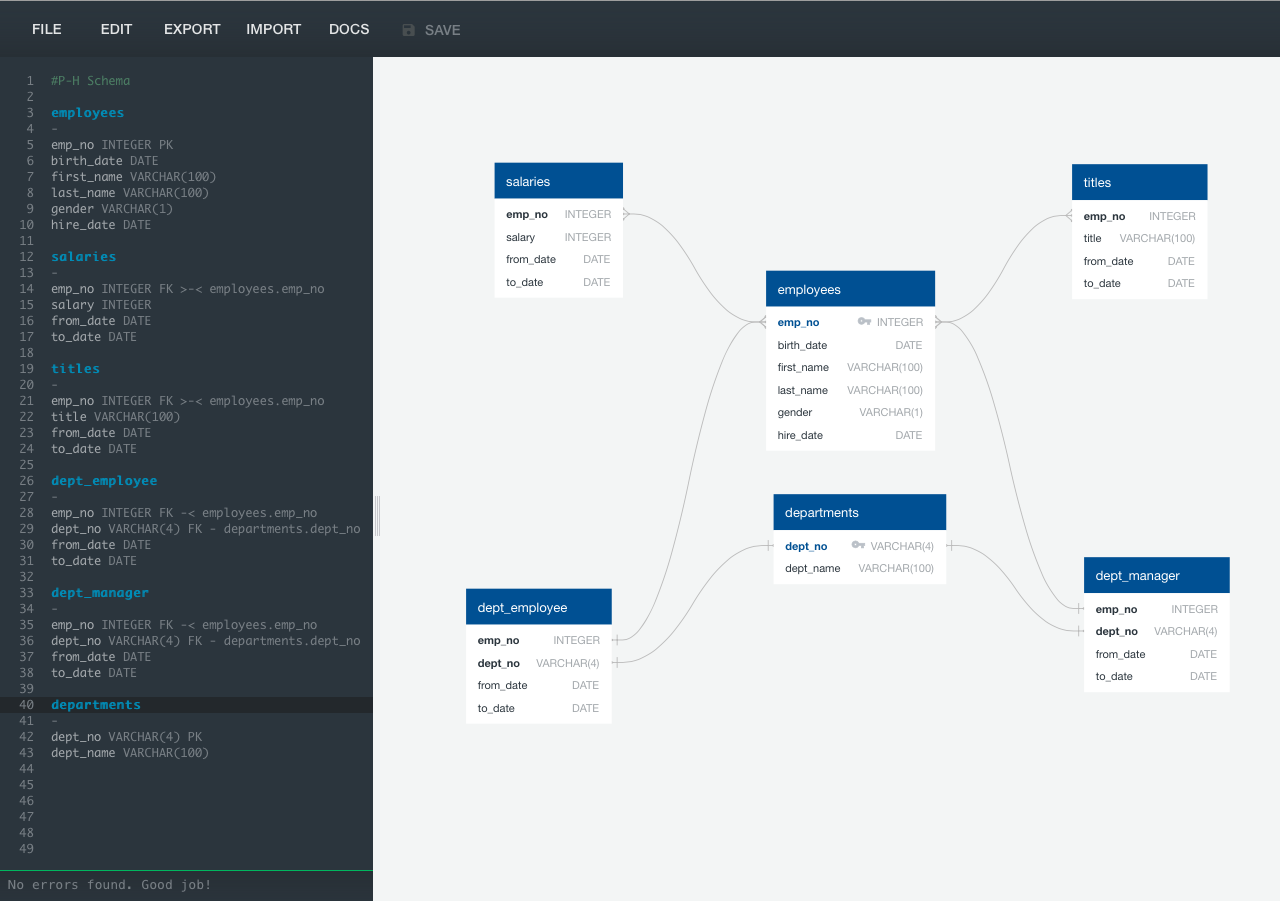 FILE EDIT EXPORT IMPORT DOCS SAVE
1 #P-H Schema
2
3 employees
4 -
5 emp_no INTEGER PK
6 birth_date DATE
7 first_name VARCHAR(100)
8 last_name VARCHAR(100)
9 gender VARCHAR(1)
10 hire_date DATE
11
12 salaries
13 -
14 emp_no INTEGER FK >-< employees.emp_no
15 salary INTEGER
16 from_date DATE
17 to_date DATE
18
19 titles
20 -
21 emp_no INTEGER FK >-< employees.emp_no
22 title VARCHAR(100)
23 from_date DATE
24 to_date DATE
25
26 dept_employee
27 -
28 emp_no INTEGER FK -< employees.emp_no
29 dept_no VARCHAR(4) FK - departments.dept_no
30 from_date DATE
31 to_date DATE
32
33 dept_manager
34 -
35 emp_no INTEGER FK -< employees.emp_no
36 dept_no VARCHAR(4) FK - departments.dept_no
37 from_date DATE
38 to_date DATE
39
40 departments
41 -
42 dept_no VARCHAR(4) PK
43 dept_name VARCHAR(100)
44
45
46
47
48
49
No errors found. Good job!
salaries
emp_no INTEGER
salary INTEGER
from_date DATE
to_date DATE
titles
emp_no INTEGER
title VARCHAR(100)
from_date DATE
to_date DATE
employees
emp_no INTEGER
birth_date DATE
first_name VARCHAR(100)
last_name VARCHAR(100)
gender VARCHAR(1)
hire_date DATE
departments
dept_no VARCHAR(4)
dept_name VARCHAR(100)
dept_employee
emp_no INTEGER
dept_no VARCHAR(4)
from_date DATE
to_date DATE
dept_manager
emp_no INTEGER
dept_no VARCHAR(4)
from_date DATE
to_date DATE